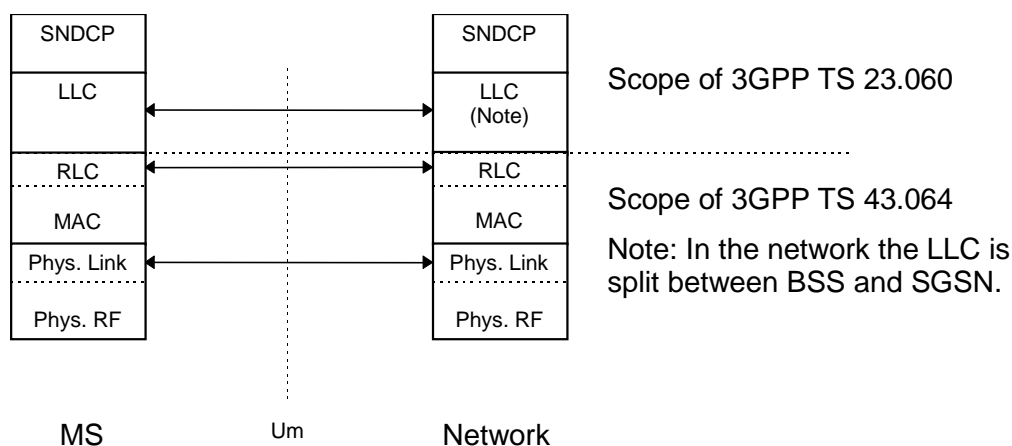 SNDCP
LLC
RLC
MAC
Phys. Link
Phys. RF
MS
Um
SNDCP
LLC
(Note)
RLC
MAC
Phys. Link
Phys. RF
Network
Scope of 3GPP TS 23.060
Scope of 3GPP TS 43.064
Note: In the network the LLC is
split between BSS and SGSN.